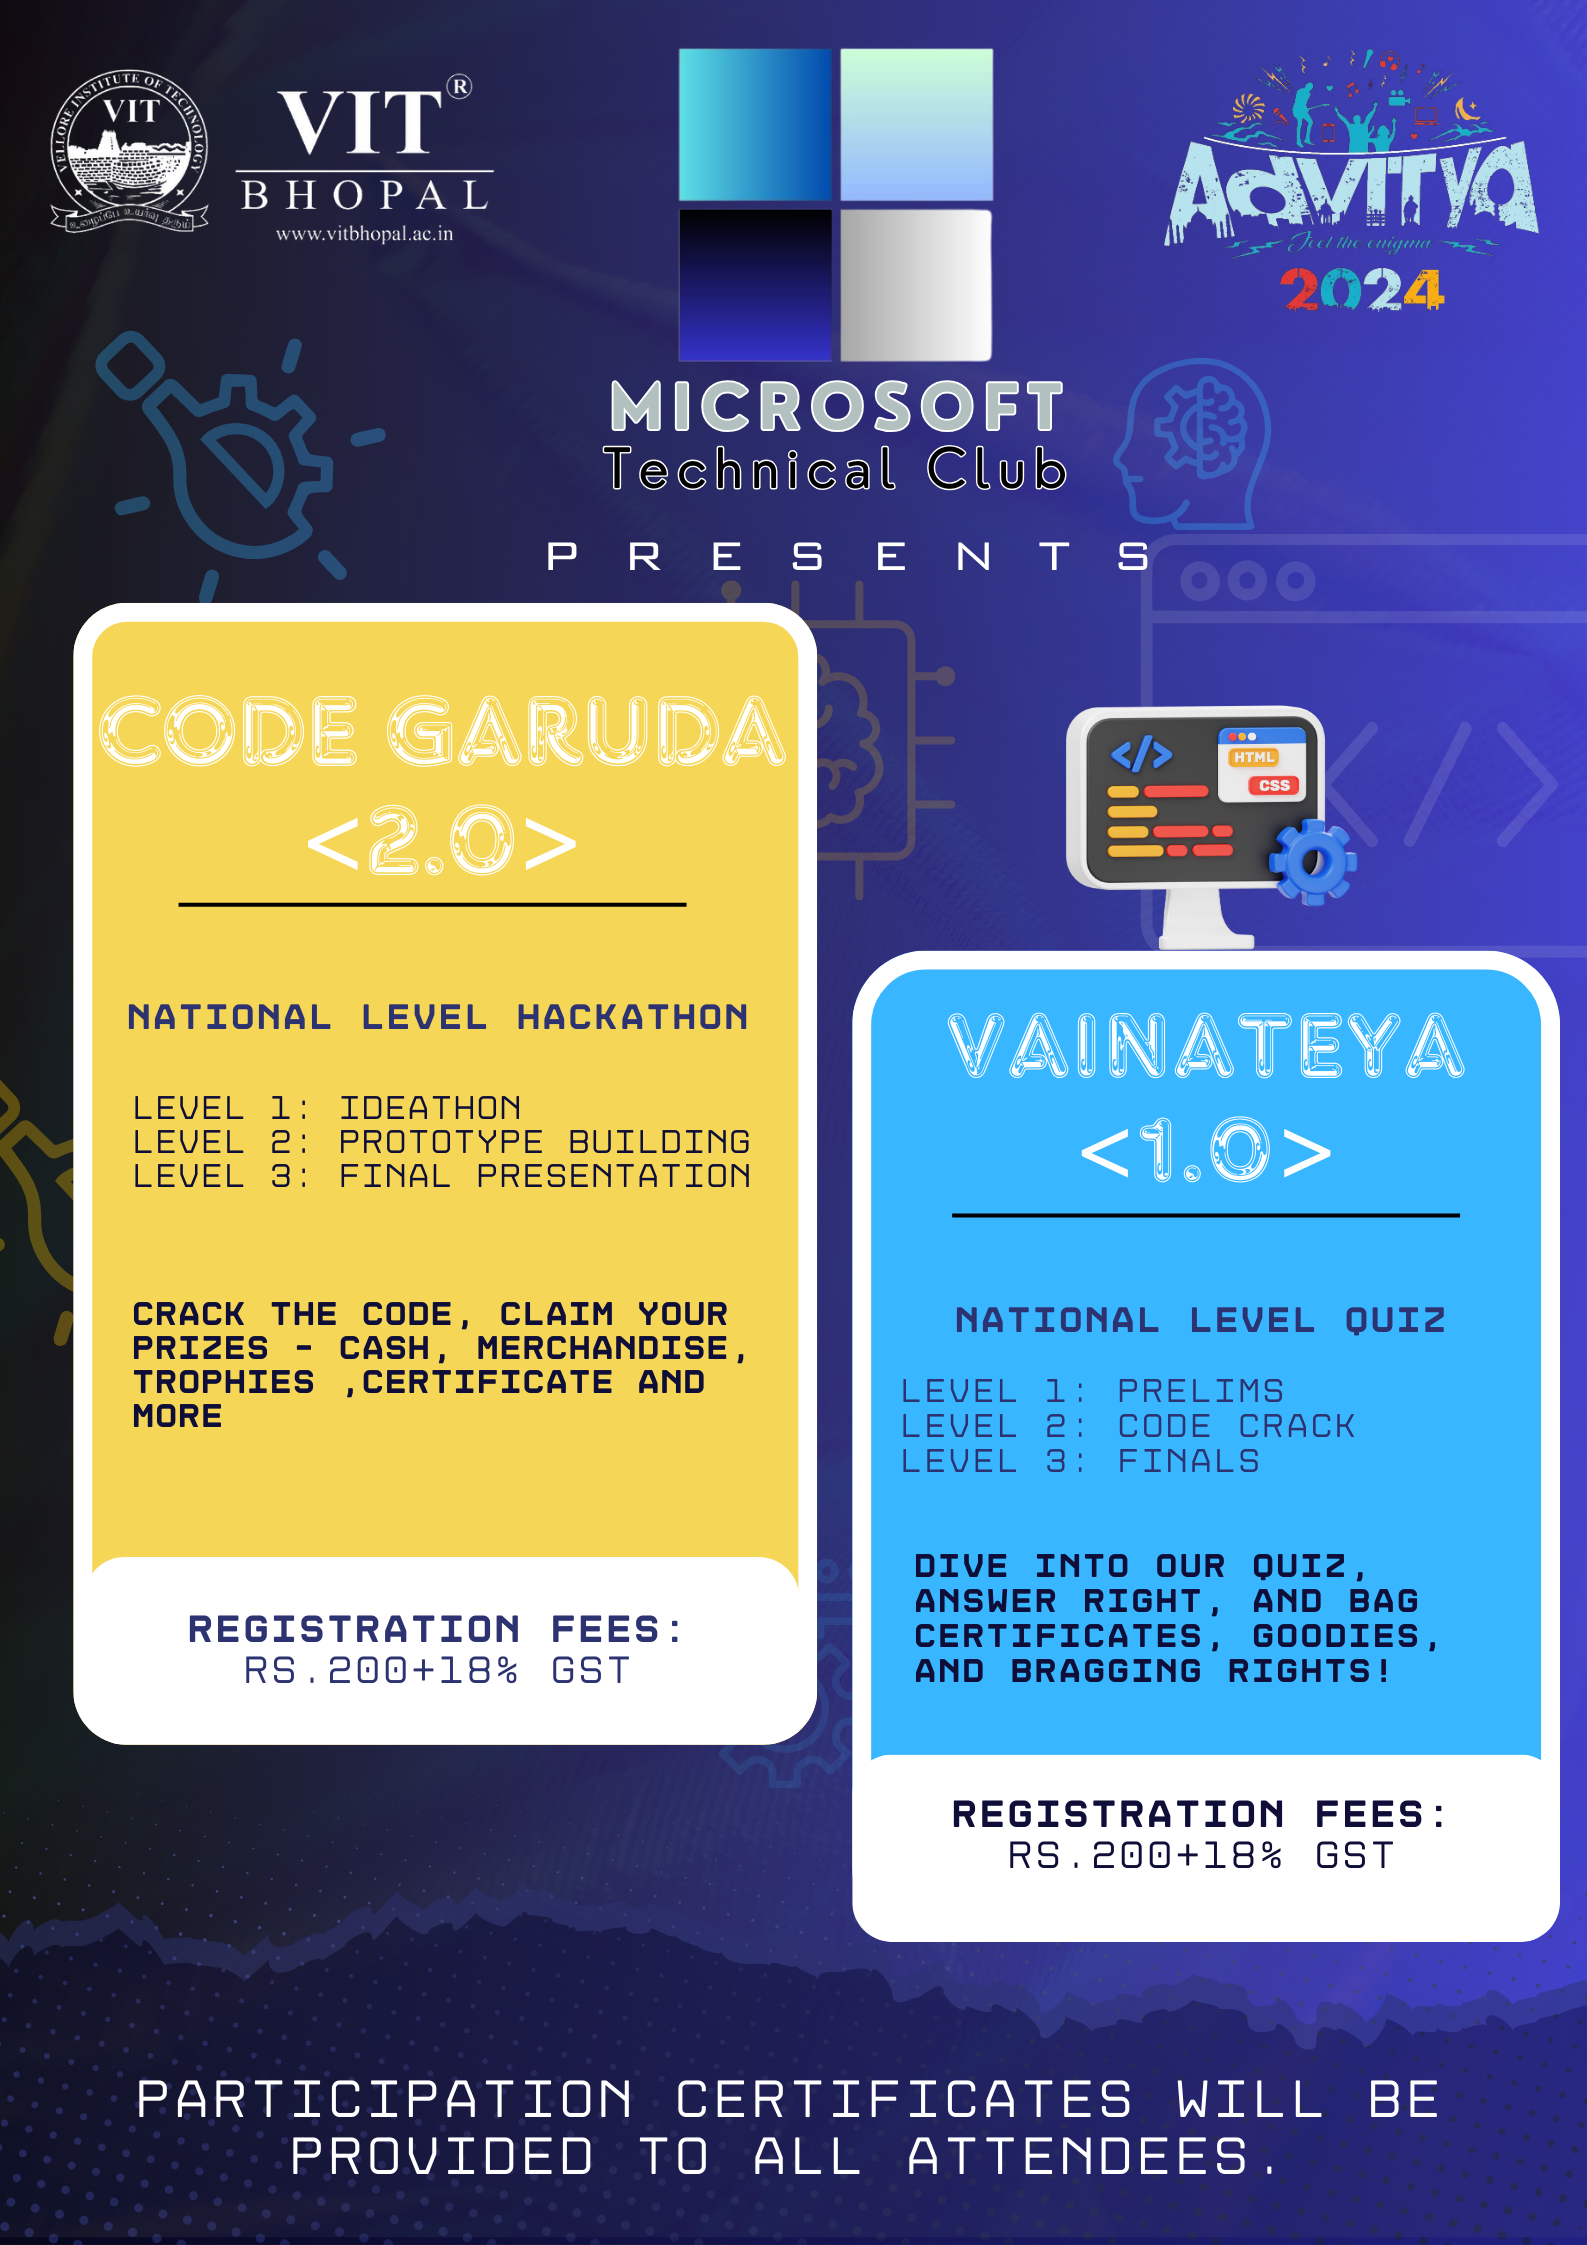 VELLORE INSTITUTE OF TECHNOLOGY
VIT
VIT®
BHOPAL
www.vitbhopal.ac.in
AdVITYa
Feel the enigma
2024
MICROSOFT
Technical Club
PRESENTS
CODE GARUDA
<2.0>
NATIONAL LEVEL HACKATHON
LEVEL 1: IDEATHON
LEVEL 2: PROTOTYPE BUILDING
LEVEL 3: FINAL PRESENTATION
CRACK THE CODE, CLAIM YOUR
PRIZES - CASH, MERCHANDISE,
TROPHIES ,CERTIFICATE AND
MORE
REGISTRATION FEES:
RS.200+18% GST
</>
HTML
CSS
VAINATEYA
<1.0>
NATIONAL LEVEL QUIZ
LEVEL 1: PRELIMS
LEVEL 2: CODE CRACK
LEVEL 3: FINALS
DIVE INTO OUR QUIZ,
ANSWER RIGHT, AND BAG
CERTIFICATES, GOODIES,
AND BRAGGING RIGHTS!
REGISTRATION FEES:
RS.200+18% GST
PARTICIPATION CERTIFICATES WILL BE
PROVIDED TO ALL ATTENDEES.